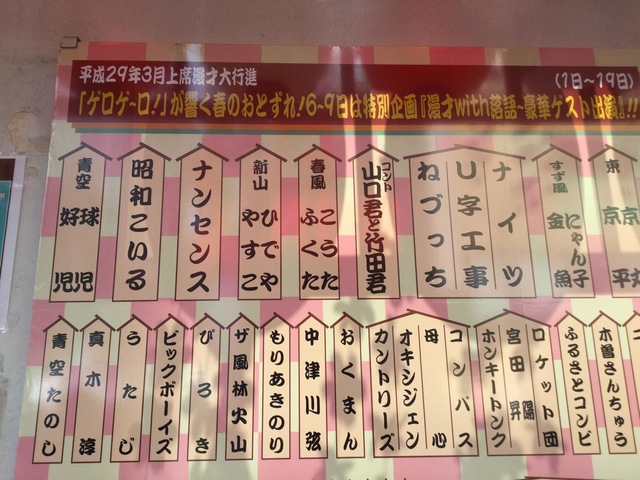 平成29年3月上席漫才大行進 (1日〜19日)
「ゲロゲ〜ロ!」が響く春のおとずれ!6〜9日は特別企画『漫才with落語〜豪華ゲスト出演』!!
東 京丸 京平
すず風 にゃん子 金魚
ナイツ
U字工事
ねづっち
コント 山口君と竹田君
春風 こうた ふくた
新山 ひでや やすこ
ナンセンス
昭和こいる
青空 球児 好児
木曽さんちゅう
ふるさとコンビ
ロケット団
宮田 陽 昇
ホンキートンク
コンパス
母心
オキシジェン
カントリーズ
おくまん
中津川弦
もりあきのり
ザ風林火山
ぴろき
ビックボーイズ
うたじ
真木淳
青空たのし